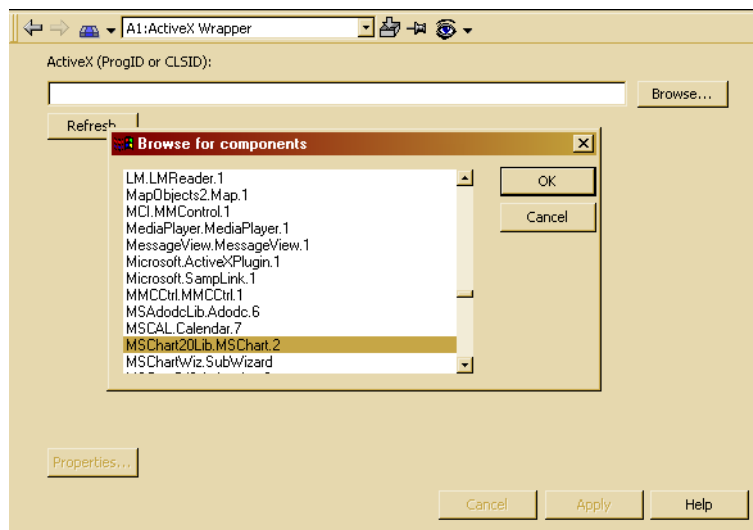 A1:ActiveX Wrapper
ActiveX (ProgID or CLSID):
Browse...
Refresh
Browse for components
LM.LMReader.1
MapObjects2.Map.1
MCI.MMControl.1
MediaPlayer.MediaPlayer.1
MessageView.MessageView.1
Microsoft.ActiveXPlugin.1
Microsoft.SampLink.1
MMCCtrl.MMCCtrl.1
MSAdodcLib.Adodc.6
MSCAL.Calendar.7
MSChart20Lib.MSChart.2
MSChartWiz.SubWizard
OK
Cancel
Properties...
Cancel
Apply
Help